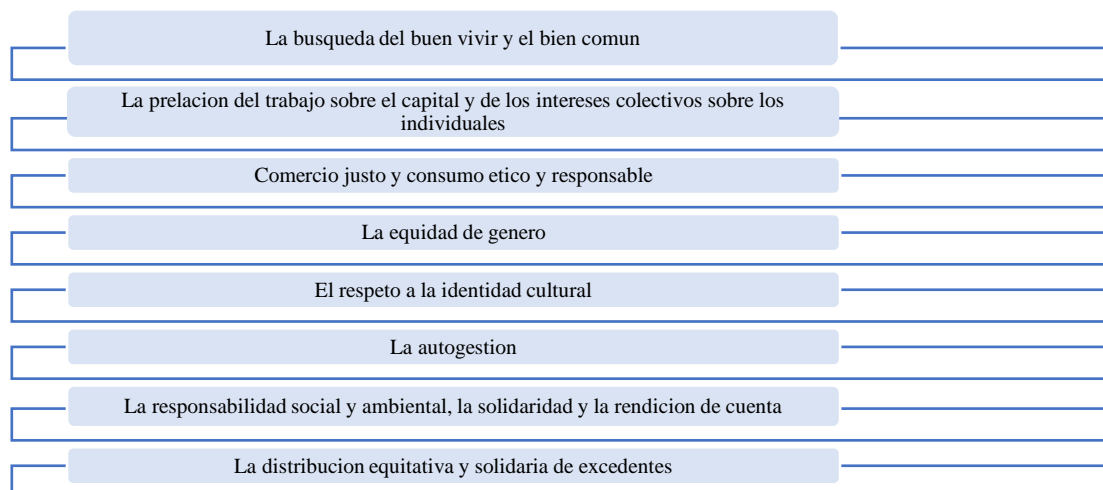 La busqueda del buen vivir y el bien comun
La prelacion del trabajo sobre el capital y de los intereses colectivos sobre los
individuales
Comercio justo y consumo etico y responsable
La equidad de genero
El respeto a la identidad cultural
La autogestion
La responsabilidad social y ambiental, la solidaridad y la rendicion de cuenta
La distribucion equitativa y solidaria de excedentes